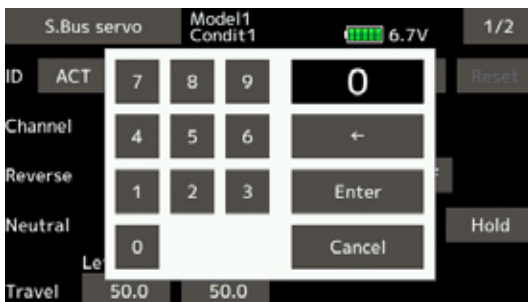 S.Bus servo Model1 Condit1 6.7V 1/2
ID ACT 7 8 9 0 Reset
Channel 4 5 6 ←
Reverse 1 2 3 Enter
Neutral 0 Cancel Hold
Le
Travel 50.0 50.0